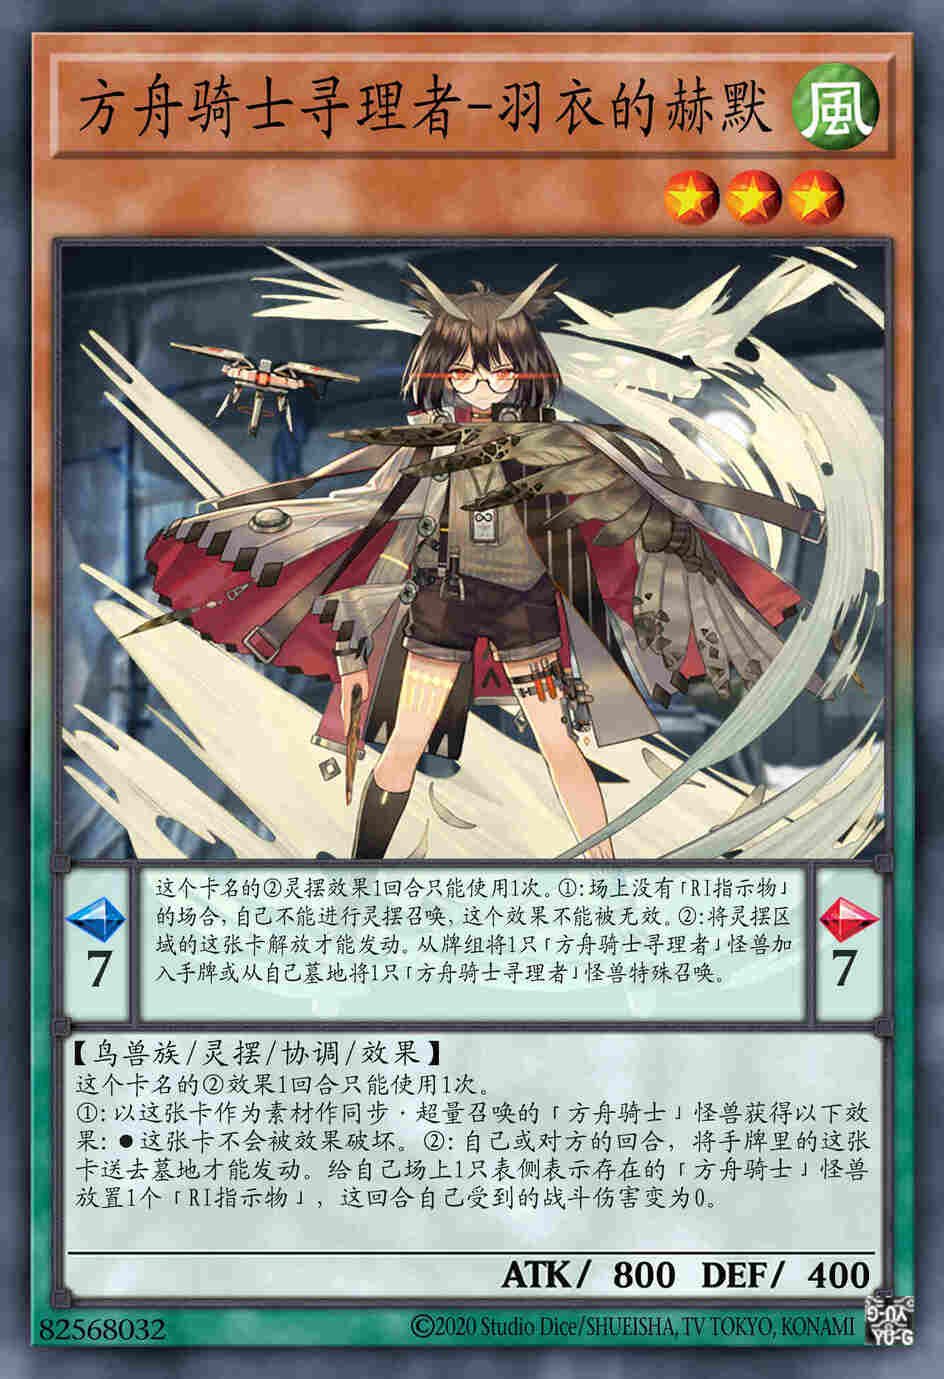 方舟骑士寻理者-羽衣的赫默
風
这个卡名的②灵摆效果1回合只能使用1次。①:场上没有「RI指示物」
的场合,自己不能进行灵摆召唤,这个效果不能被无效。②:将灵摆区
域的这张卡解放才能发动。从牌组将1只「方舟骑士寻理者」怪兽加
入手牌或从自己墓地将1只「方舟骑士寻理者」怪兽特殊召唤。
7
7
【鸟兽族/灵摆/协调/效果】
这个卡名的②效果1回合只能使用1次。
①:以这张卡作为素材作同步·超量召唤的「方舟骑士」怪兽获得以下效
果:●这张卡不会被效果破坏。②:自己或对方的回合,将手牌里的这张
卡送去墓地才能发动。给自己场上1只表侧表示存在的「方舟骑士」怪兽
放置1个「RI指示物」,这回合自己受到的战斗伤害变为0。
ATK/ 800 DEF/ 400
82568032
©2020 Studio Dice/SHUEISHA, TV TOKYO, KONAMI